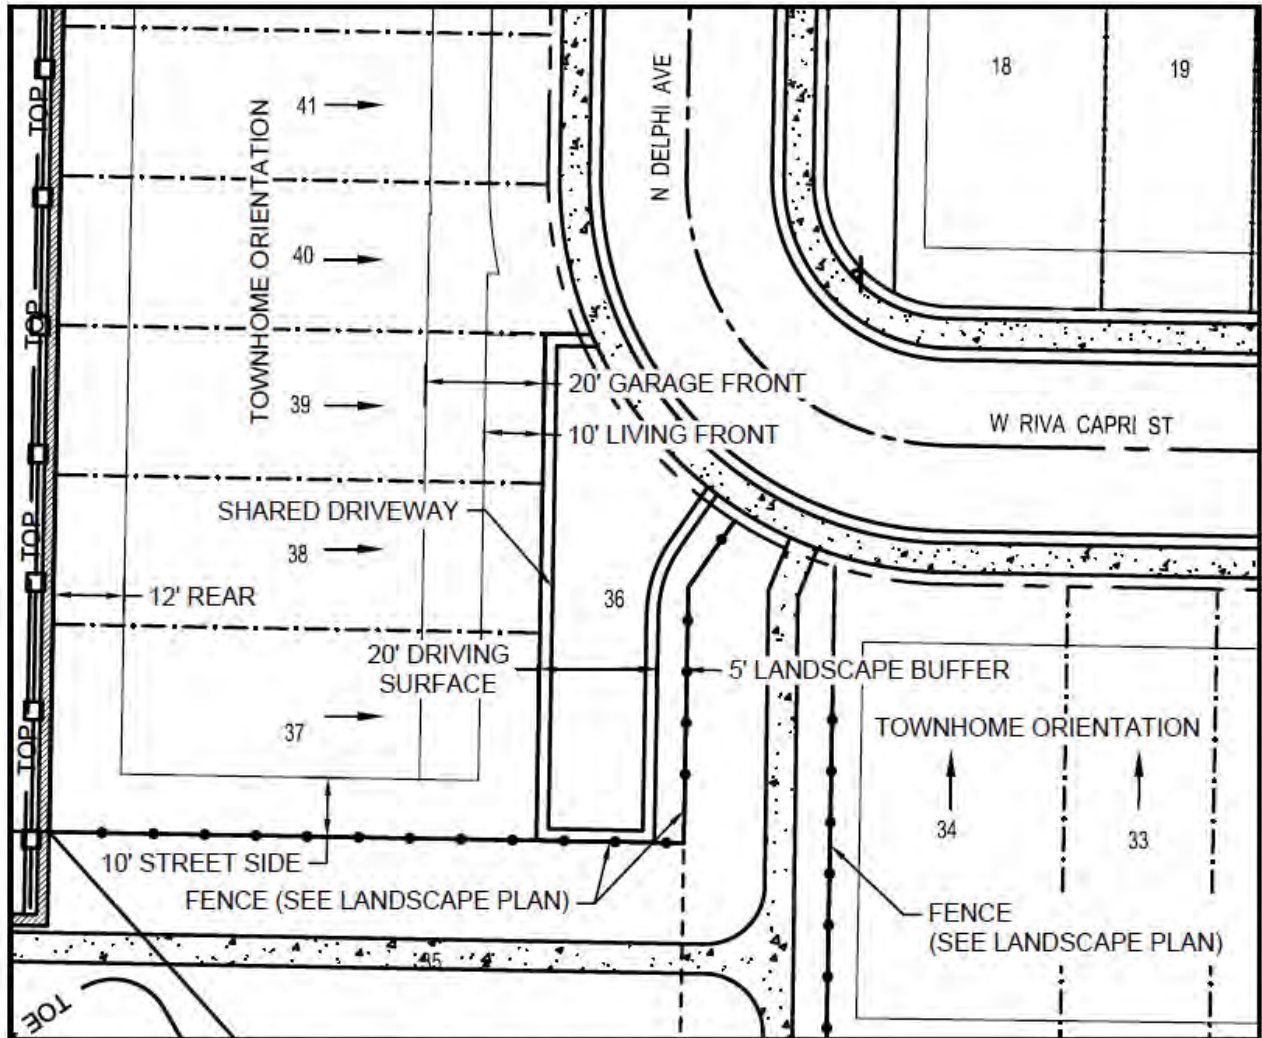 18
19
TOP
41
TOWNHOME ORIENTATION
N DELPHI AVE
40
TOP
39
20' GARAGE FRONT
10' LIVING FRONT
W RIVA CAPRI ST
SHARED DRIVEWAY
TOP
38
12' REAR
36
20' DRIVING
SURFACE
5' LANDSCAPE BUFFER
TOP
37
TOWNHOME ORIENTATION
34
33
10' STREET SIDE
FENCE (SEE LANDSCAPE PLAN)
FENCE
(SEE LANDSCAPE PLAN)
35
TOE